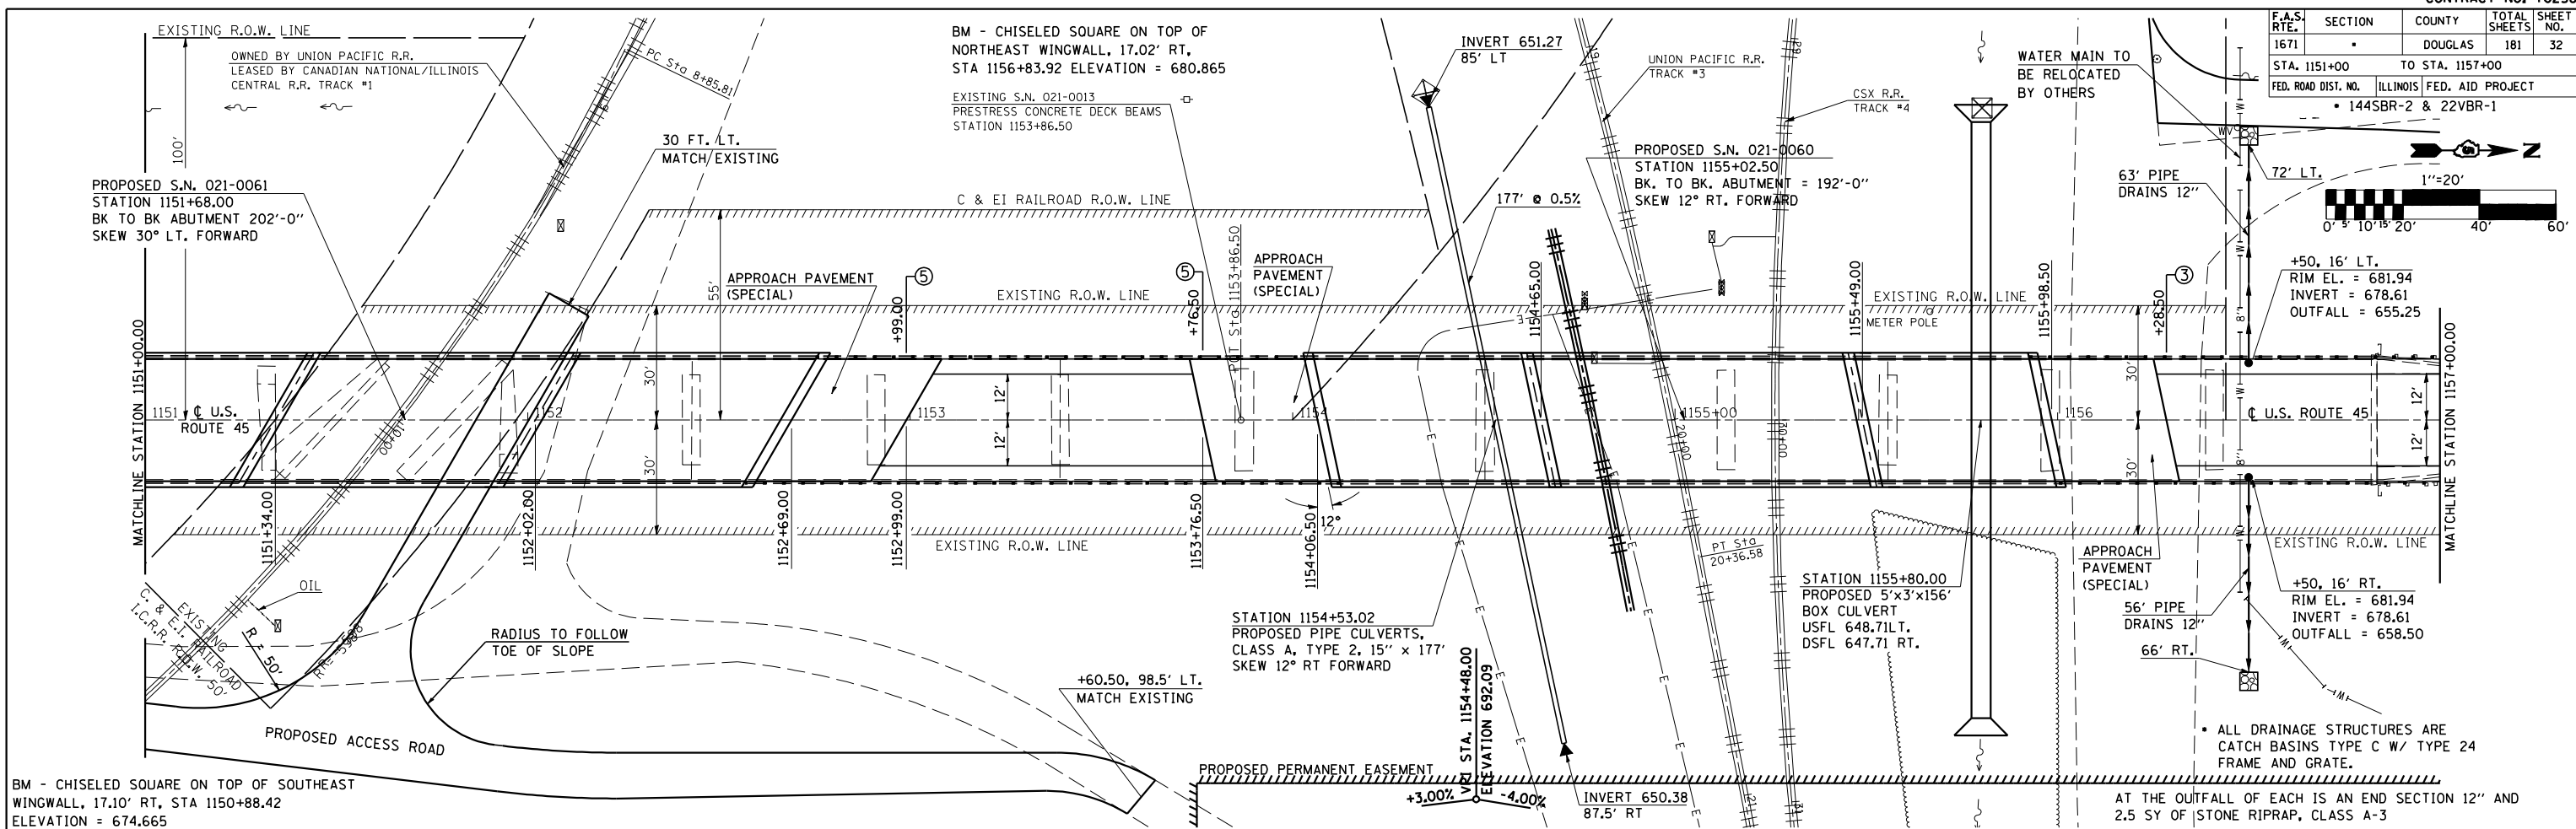 F.A.S. RTE.
SECTION
COUNTY
TOTAL SHEETS
SHEET NO.
1671
DOUGLAS
181
32
STA. 1151+00 TO STA. 1157+00
FED. ROAD DIST. NO.
ILLINOIS
FED. AID PROJECT
• 144SBR-2 & 22VBR-1
EXISTING R.O.W. LINE
OWNED BY UNION PACIFIC R.R.
LEASED BY CANADIAN NATIONAL/ILLINOIS
CENTRAL R.R. TRACK #1
PC Sta 8+85.81
100'
30 FT. LT.
MATCH EXISTING
BM - CHISELED SQUARE ON TOP OF
NORTHEAST WINGWALL, 17.02' RT,
STA 1156+83.92 ELEVATION = 680.865
EXISTING S.N. 021-0013
PRESTRESS CONCRETE DECK BEAMS
STATION 1153+86.50
INVERT 651.27
85' LT
UNION PACIFIC R.R.
TRACK #3
CSX R.R.
TRACK #4
WATER MAIN TO
BE RELOCATED
BY OTHERS
WV
N
1"=20'
0' 5' 10' 15' 20' 40' 60'
PROPOSED S.N. 021-0061
STATION 1151+68.00
BK TO BK ABUTMENT 202'-0"
SKEW 30° LT. FORWARD
C & EI RAILROAD R.O.W. LINE
177' @ 0.5%
PROPOSED S.N. 021-0060
STATION 1155+02.50
BK. TO BK. ABUTMENT = 192'-0"
SKEW 12° RT. FORWARD
63' PIPE
DRAINS 12"
72' LT.
55'
APPROACH PAVEMENT
(SPECIAL)
+99.00
5
EXISTING R.O.W. LINE
5
+76.50
POT Sta 1153+86.50
APPROACH
PAVEMENT
(SPECIAL)
1154+65.00
1155+49.00
EXISTING R.O.W. LINE
METER POLE
1155+98.50
+28.50
3
+50, 16' LT.
RIM EL. = 681.94
INVERT = 678.61
OUTFALL = 655.25
MATCHLINE STATION 1151+00.00
1151
℄ U.S.
ROUTE 45
10+00
1152
30'
30'
12'
12'
1153
1154
1155+00
20+00
20+00
1156
30'
30'
8"
8"
℄ U.S. ROUTE 45
12'
12'
MATCHLINE STATION 1157+00.00
1151+34.00
1152+02.00
1152+69.00
1152+99.00
EXISTING R.O.W. LINE
1153+76.50
1154+06.50
12°
PT Sta
20+36.58
APPROACH
PAVEMENT
(SPECIAL)
EXISTING R.O.W. LINE
OIL
EXISTING
C. & E.I. RAILROAD
I.C.R.R. R.O.W. 50'
R = 50'
RADIUS TO FOLLOW
TOE OF SLOPE
STATION 1154+53.02
PROPOSED PIPE CULVERTS,
CLASS A, TYPE 2, 15" x 177'
SKEW 12° RT FORWARD
STATION 1155+80.00
PROPOSED 5'x3'x156'
BOX CULVERT
USFL 648.71LT.
DSFL 647.71 RT.
56' PIPE
DRAINS 12"
66' RT.
+50, 16' RT.
RIM EL. = 681.94
INVERT = 678.61
OUTFALL = 658.50
+60.50, 98.5' LT.
MATCH EXISTING
PROPOSED ACCESS ROAD
VPI STA. 1154+48.00
ELEVATION 692.09
+3.00%
-4.00%
PROPOSED PERMANENT EASEMENT
INVERT 650.38
87.5' RT
• ALL DRAINAGE STRUCTURES ARE
CATCH BASINS TYPE C W/ TYPE 24
FRAME AND GRATE.
BM - CHISELED SQUARE ON TOP OF SOUTHEAST
WINGWALL, 17.10' RT, STA 1150+88.42
ELEVATION = 674.665
AT THE OUTFALL OF EACH IS AN END SECTION 12" AND
2.5 SY OF STONE RIPRAP, CLASS A-3